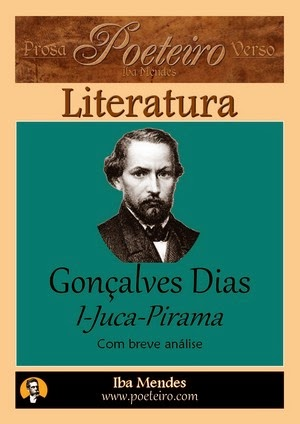 Prosa Poeteiro Verso
Iba Mendes
Literatura
Gonçalves Dias
I-Juca-Pirama
Com breve análise
Iba Mendes
www.poeteiro.com